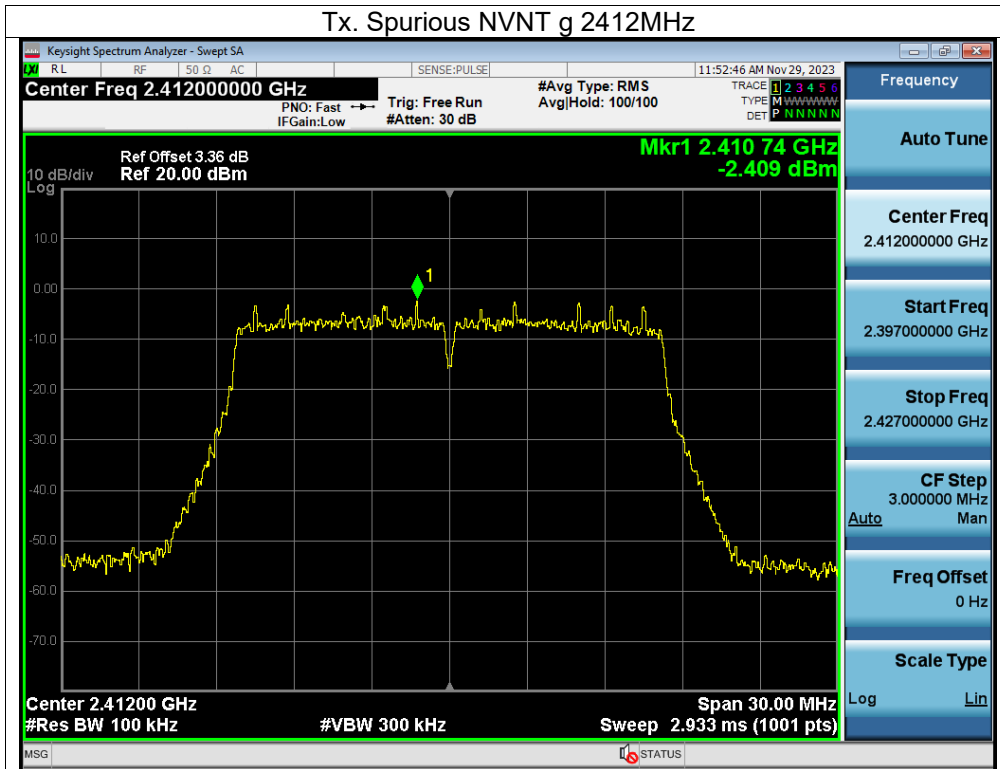 Tx. Spurious NVNT g 2412MHz
Keysight Spectrum Analyzer - Swept SA
LXI RL RF 50 Ω AC SENSE:PULSE 11:52:46 AM Nov 29, 2023
Center Freq 2.412000000 GHz #Avg Type: RMS TRACE 1 2 3 4 5 6
PNO: Fast Trig: Free Run Avg|Hold: 100/100 TYPE M WWWWW
IFGain:Low #Atten: 30 dB DET P N N N N N
Mkr1 2.410 74 GHz
-2.409 dBm
Ref Offset 3.36 dB
10 dB/div Ref 20.00 dBm
Log
10.0
0.00
-10.0
-20.0
-30.0
-40.0
-50.0
-60.0
-70.0
1
Center 2.41200 GHz Span 30.00 MHz
#Res BW 100 kHz #VBW 300 kHz Sweep 2.933 ms (1001 pts)
MSG STATUS
Frequency
Auto Tune
Center Freq
2.412000000 GHz
Start Freq
2.397000000 GHz
Stop Freq
2.427000000 GHz
CF Step
3.000000 MHz
Auto Man
Freq Offset
0 Hz
Scale Type
Log Lin